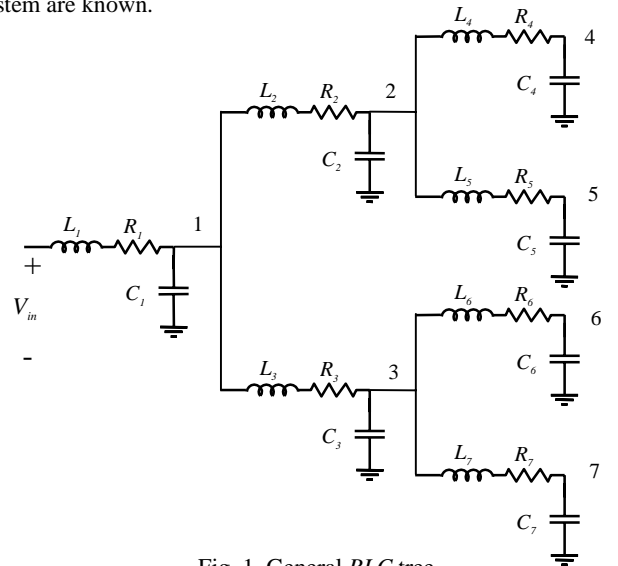 stem are known.
L4 R4 4
C4
L2 R2 2
C2
L5 R5 5
C5
L1 R1 1
+
Vin
-
C1
L6 R6 6
C6
L3 R3 3
C3
L7 R7 7
C7
Fig. 1. General RLC tree